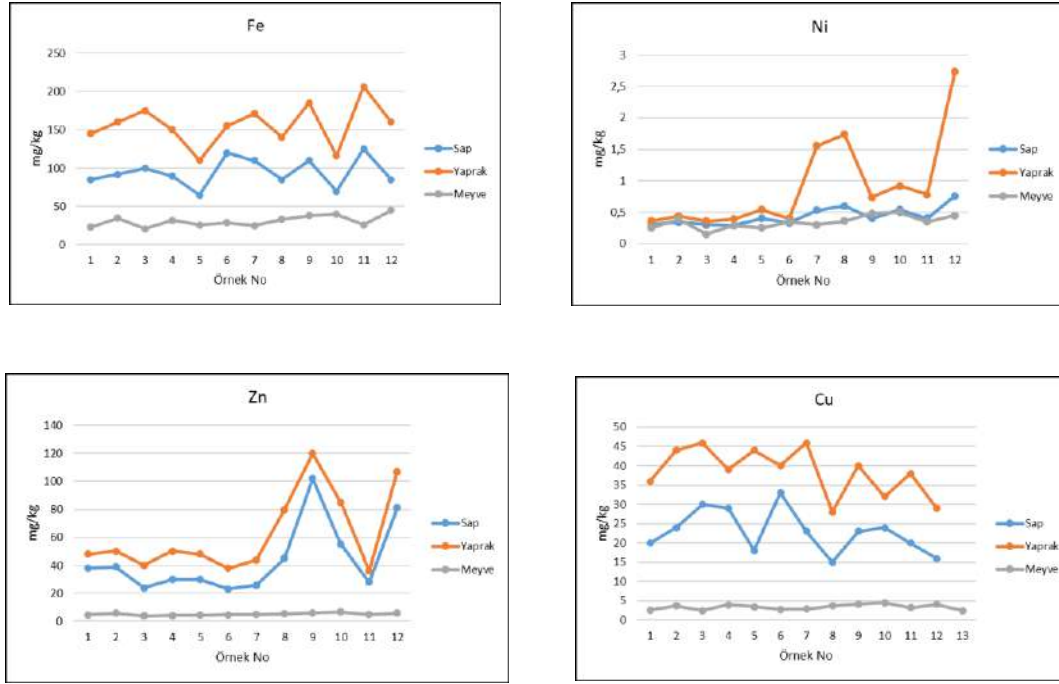 Fe
mg/kg
250
200
150
100
50
0
1 2 3 4 5 6 7 8 9 10 11 12
Örnek No
Sap
Yaprak
Meyve
Ni
mg/kg
3
2,5
2
1,5
1
0,5
0
1 2 3 4 5 6 7 8 9 10 11 12
Örnek No
Sap
Yaprak
Meyve
Zn
mg/kg
140
120
100
80
60
40
20
0
1 2 3 4 5 6 7 8 9 10 11 12
Örnek No
Sap
Yaprak
Meyve
Cu
mg/kg
50
45
40
35
30
25
20
15
10
5
0
1 2 3 4 5 6 7 8 9 10 11 12 13
Örnek No
Sap
Yaprak
Meyve